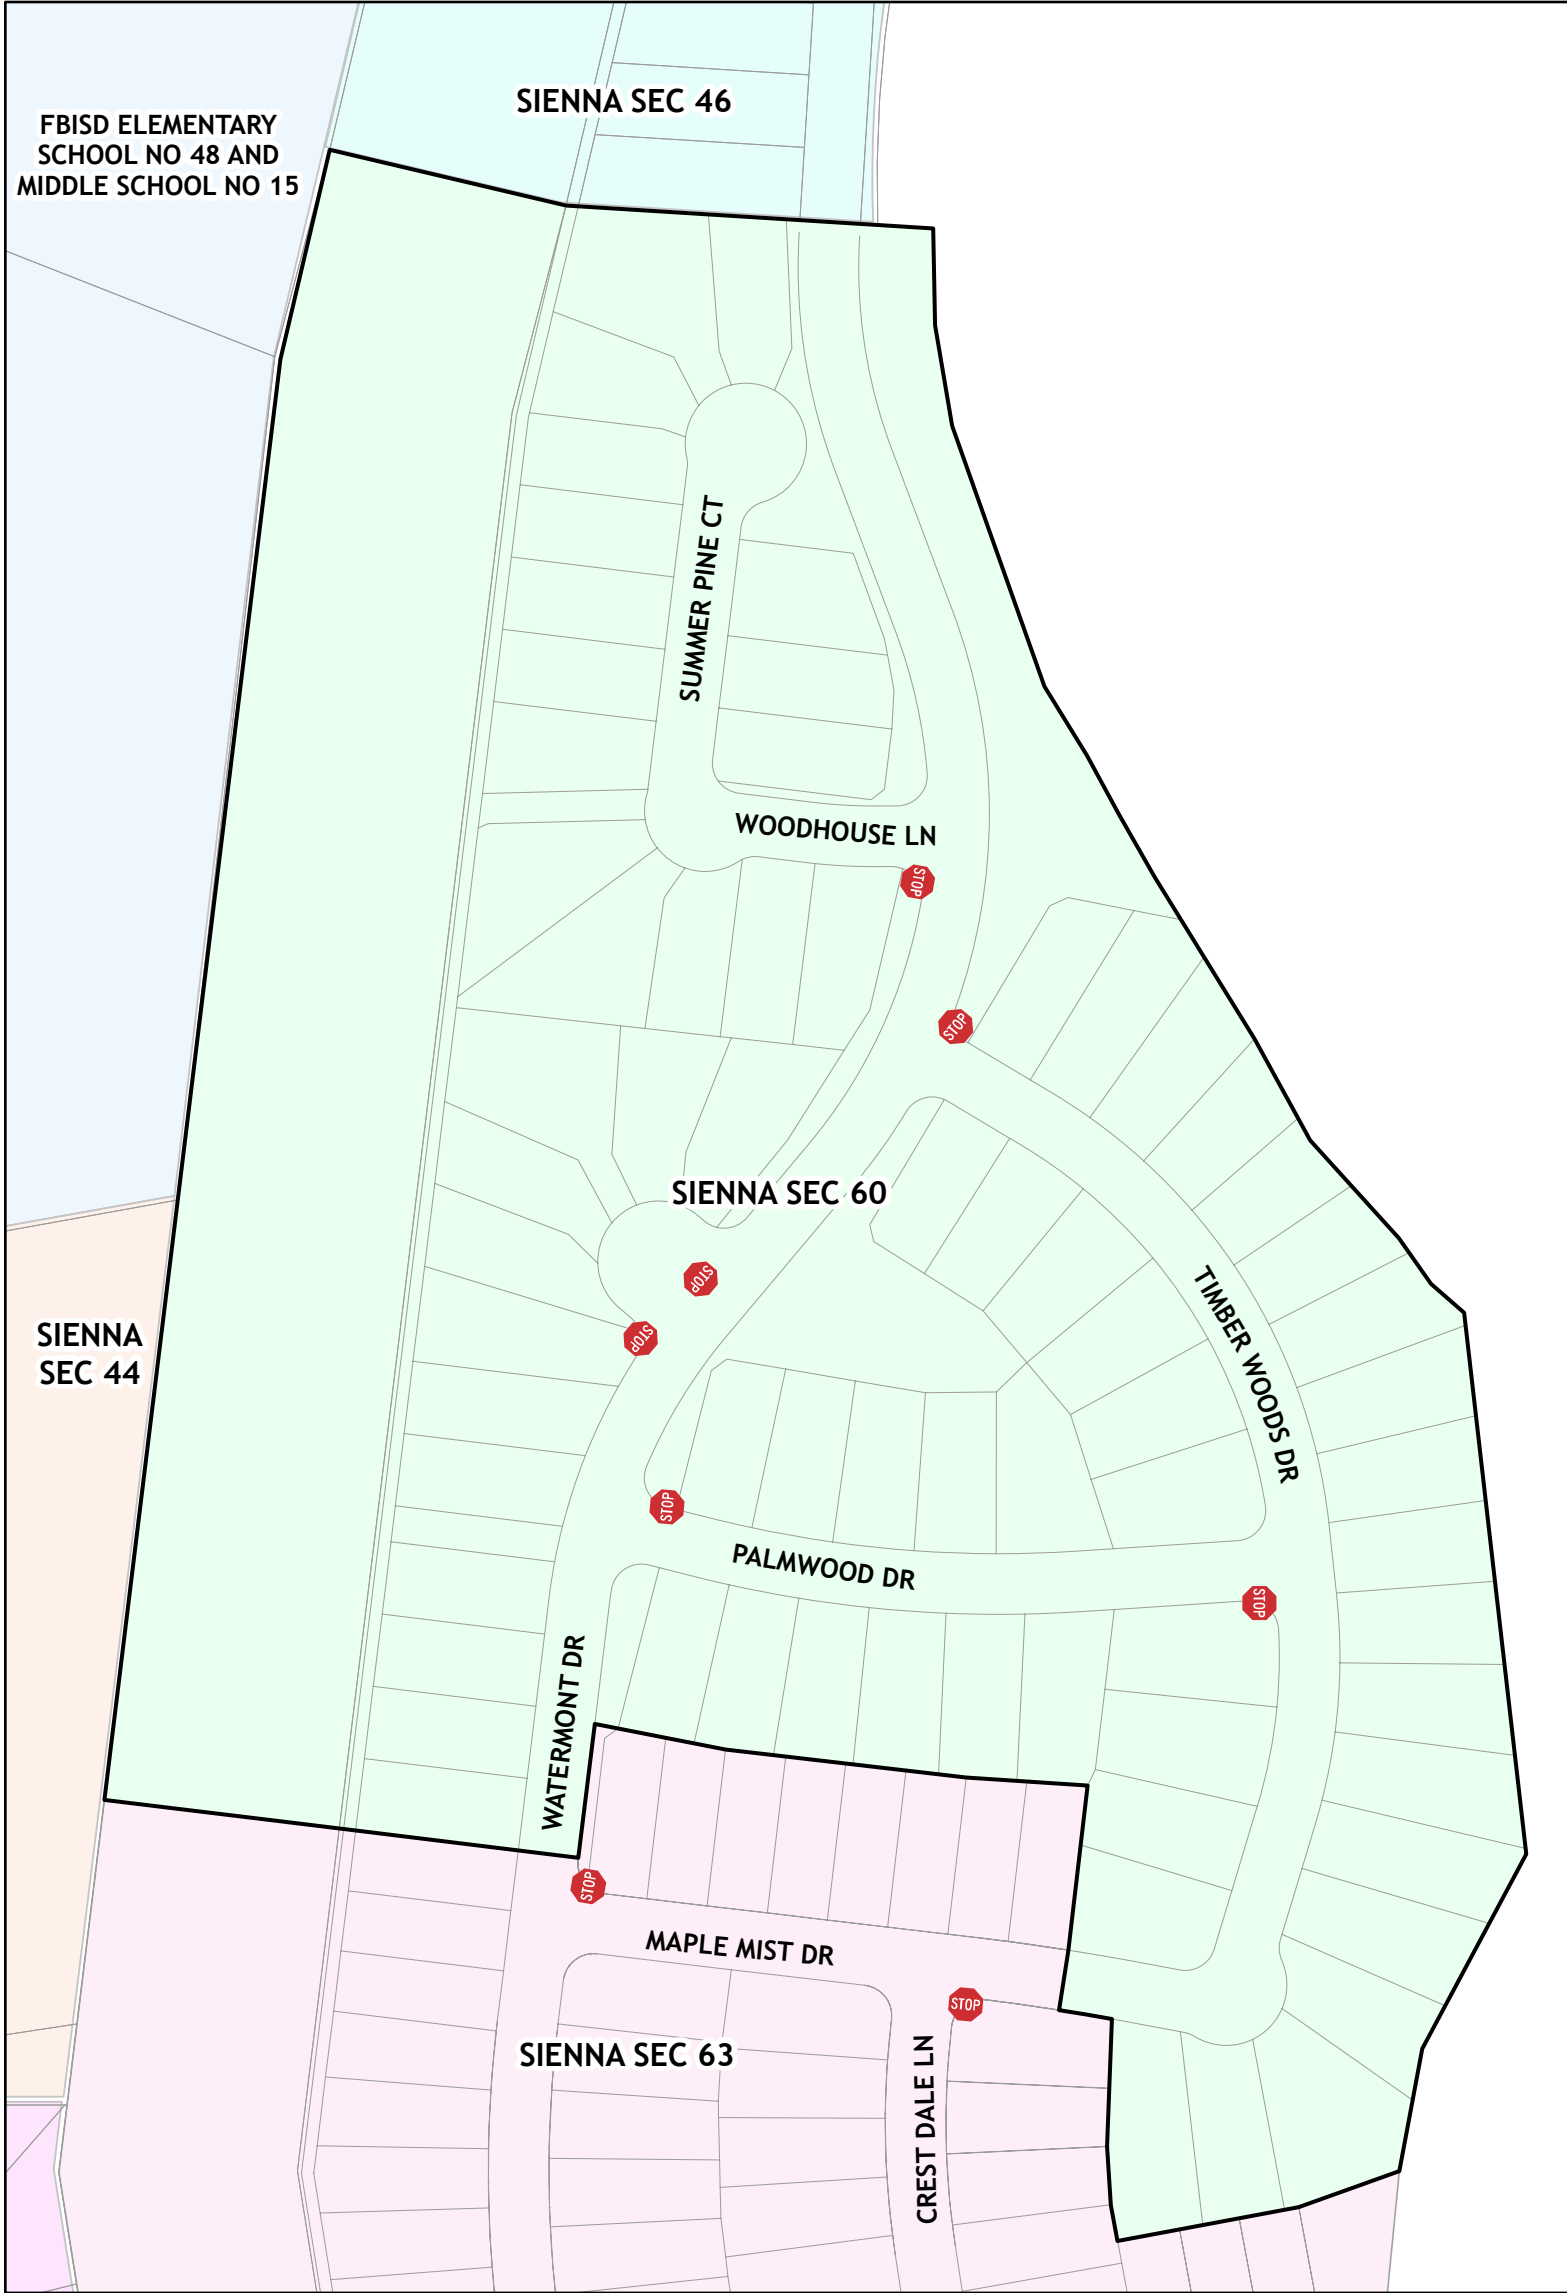 SIENNA SEC 46
FBISD ELEMENTARY
SCHOOL NO 48 AND
MIDDLE SCHOOL NO 15
SUMMER PINE CT
WOODHOUSE LN
STOP
STOP
SIENNA SEC 60
STOP
STOP
SIENNA
SEC 44
TIMBER WOODS DR
STOP
PALMWOOD DR
STOP
WATERMONT DR
STOP
MAPLE MIST DR
STOP
SIENNA SEC 63
CREST DALE LN